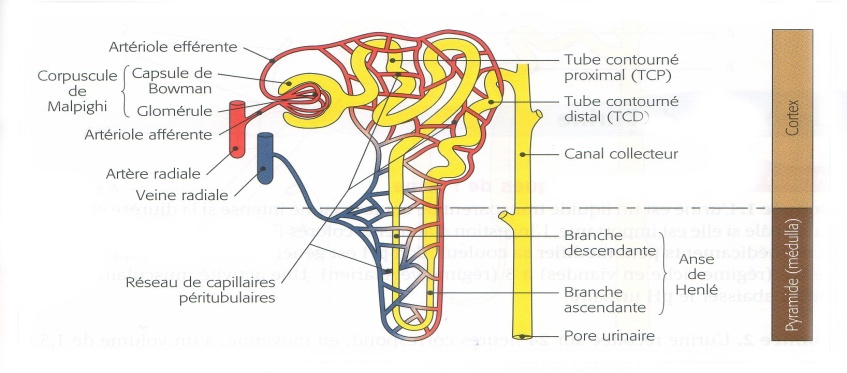 Artériole efférente
Corpuscule
de
Malpighi
Capsule de
Bowman
Glomérule
Artériole afférente
Artère radiale
Veine radiale
Réseau de capillaires
péritubulaires
Tube contourné
proximal (TCP)
Tube contourné
distal (TCD)
Canal collecteur
Branche
descendante
Branche
ascendante
Anse
de
Henlé
Pore urinaire
Cortex
Pyramide (médulla)